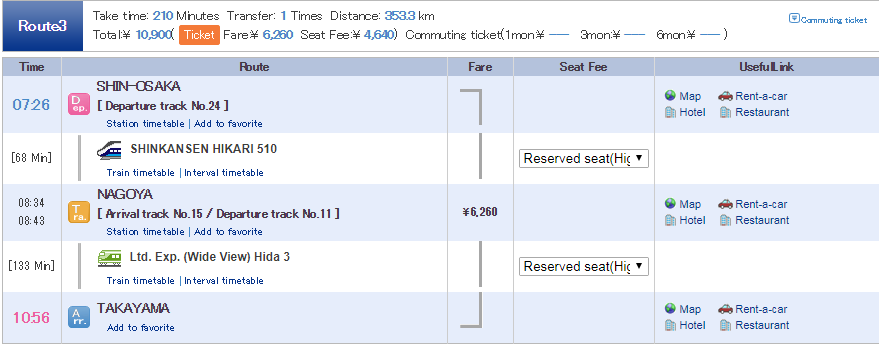 Route3
Take time: 210 Minutes Transfer: 1 Times Distance: 353.3 km
Total:¥ 10,900( Ticket Fare:¥ 6,260 Seat Fee:¥ 4,640) Commuting ticket(1mon:¥ —— 3mon:¥ —— 6mon:¥ —— )
Commuting ticket
Time Route Fare Seat Fee UsefulLink
07:26
Dep.
SHIN-OSAKA
[ Departure track No.24 ]
Station timetable | Add to favorite
Map Rent-a-car
Hotel Restaurant
[68 Min]
SHINKANSEN HIKARI 510
Train timetable | Interval timetable
Reserved seat(Hig ▼
08:34
08:43
Tra.
NAGOYA
[ Arrival track No.15 / Departure track No.11 ]
Station timetable | Add to favorite
¥6,260
Map Rent-a-car
Hotel Restaurant
[133 Min]
Ltd. Exp. (Wide View) Hida 3
Train timetable | Interval timetable
Reserved seat(Hig ▼
10:56
Arr.
TAKAYAMA
Add to favorite
Map Rent-a-car
Hotel Restaurant